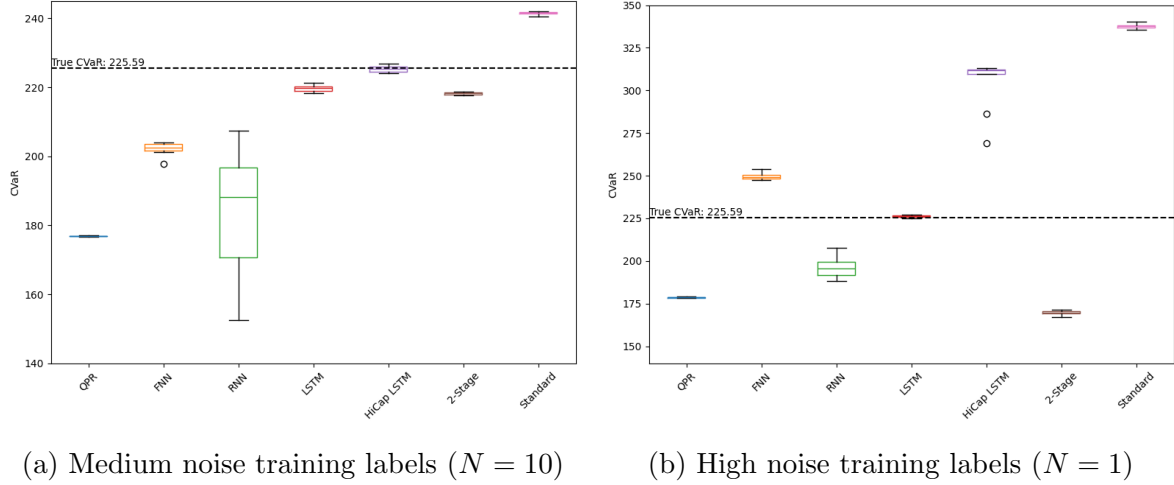 240
220
200
180
160
140
CVaR
True CVaR: 225.59
QPR
FNN
RNN
LSTM
HiCap LSTM
2-Stage
Standard
(a) Medium noise training labels (N = 10)
350
325
300
275
250
225
200
175
150
CVaR
True CVaR: 225.59
QPR
FNN
RNN
LSTM
HiCap LSTM
2-Stage
Standard
(b) High noise training labels (N = 1)